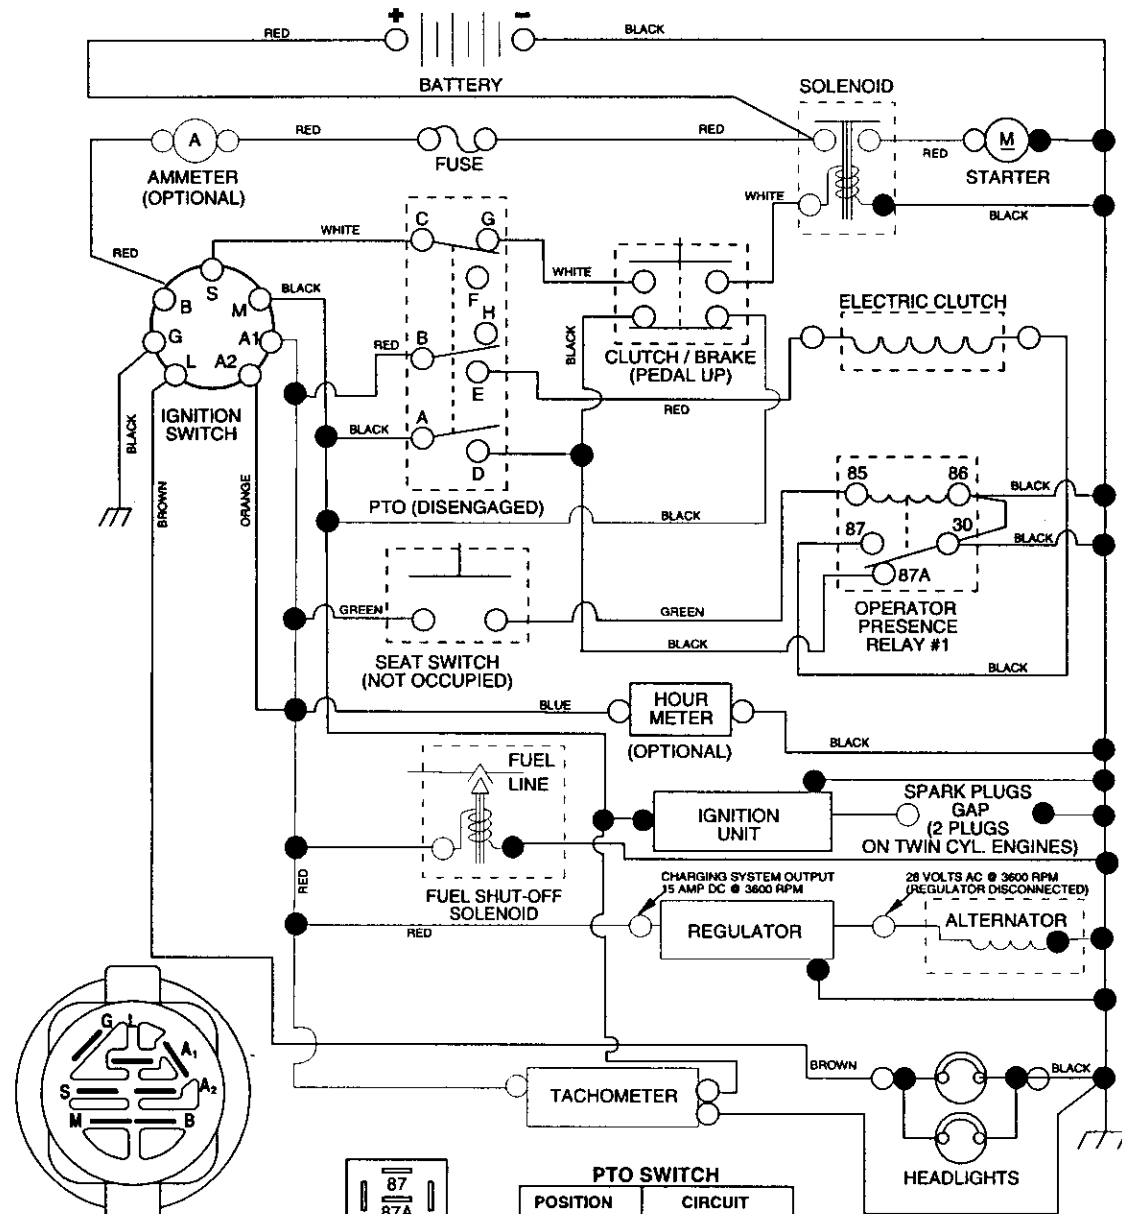 + -
RED
BLACK
BATTERY
SOLENOID
A
RED
RED
RED
M
AMMETER
(OPTIONAL)
FUSE
STARTER
WHITE
BLACK
C
G
WHITE
RED
S
BLACK
WHITE
B
M
F
ELECTRIC CLUTCH
G
A1
H
B
RED
BLACK
CLUTCH / BRAKE
(PEDAL UP)
L
A2
E
RED
IGNITION
SWITCH
A
BLACK
BLACK
D
85
86
BLACK
BROWN
ORANGE
PTO (DISENGAGED)
BLACK
87
30
BLACK
87A
GREEN
GREEN
OPERATOR
PRESENCE
RELAY #1
BLACK
SEAT SWITCH
(NOT OCCUPIED)
BLACK
BLUE
HOUR
METER
(OPTIONAL)
BLACK
FUEL
LINE
IGNITION
UNIT
SPARK PLUGS
GAP
(2 PLUGS
ON TWIN CYL. ENGINES)
RED
FUEL SHUT-OFF
SOLENOID
CHARGING SYSTEM OUTPUT
15 AMP DC @ 3600 RPM
28 VOLTS AC @ 3600 RPM
(REGULATOR DISCONNECTED)
RED
REGULATOR
ALTERNATOR
G
L
A1
S
A2
M
B
BROWN
BLACK
TACHOMETER
HEADLIGHTS
87
87A
PTO SWITCH
POSITION CIRCUIT